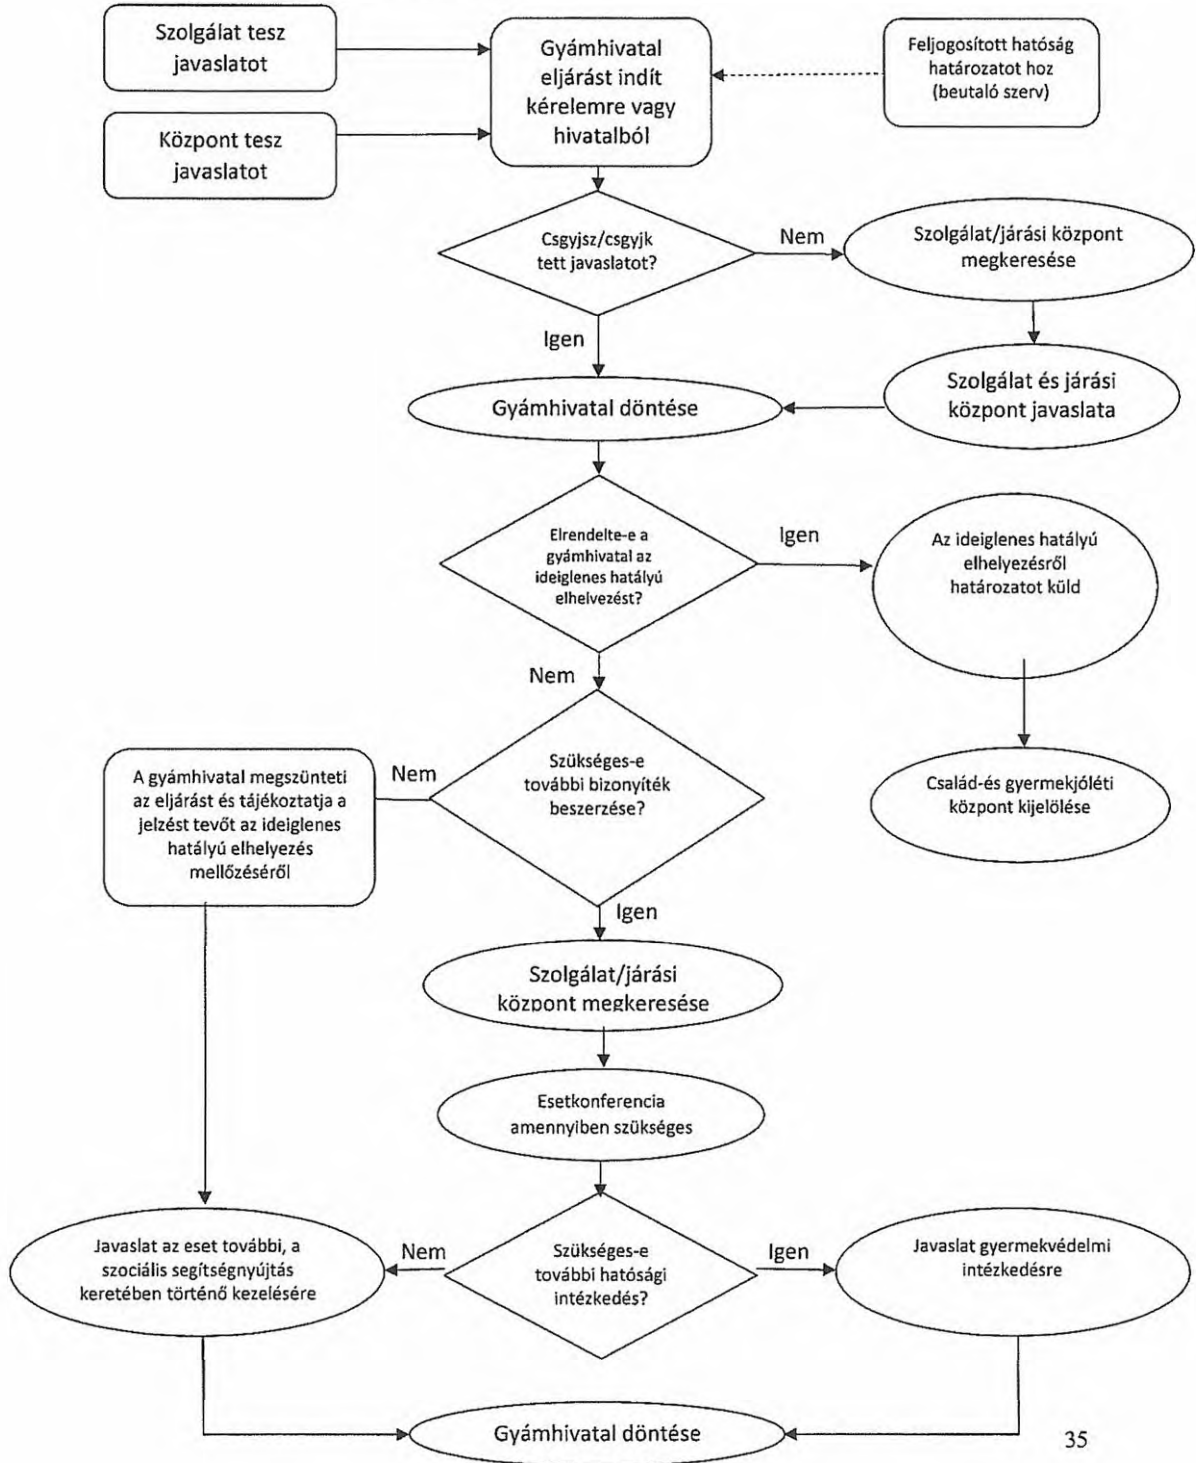 Szolgálat tesz
javaslatot
Gyámhivatal
eljárást indít
kérelemre vagy
hivatalból
Feljogosított hatóság
határozatot hoz
(beutaló szerv)
Központ tesz
javaslatot
Csgyjsz/csgyjk
tett javaslatot?
Nem
Szolgálat/járási központ
megkeresése
Igen
Gyámhivatal döntése
Szolgálat és járási
központ javaslata
Elrendelte-e a
gyámhivatal az
ideiglenes hatályú
elhelvezést?
Igen
Az ideiglenes hatályú
elhelyezésről
határozatot küld
Nem
Család-és gyermekjóléti
központ kijelölése
Szükséges-e
további bizonyíték
beszerzése?
Nem
A gyámhivatal megszünteti
az eljárást és tájékoztatja a
jelzést tevőt az ideiglenes
hatályú elhelyezés
mellőzéséről
Igen
Szolgálat/járási
központ megkeresése
Esetkonferencia
amennyiben szükséges
Szükséges-e
további hatósági
intézkedés?
Nem
Javaslat az eset további, a
szociális segítségnyújtás
keretében történő kezelésére
Igen
Javaslat gyermekvédelmi
intézkedésre
Gyámhivatal döntése
35